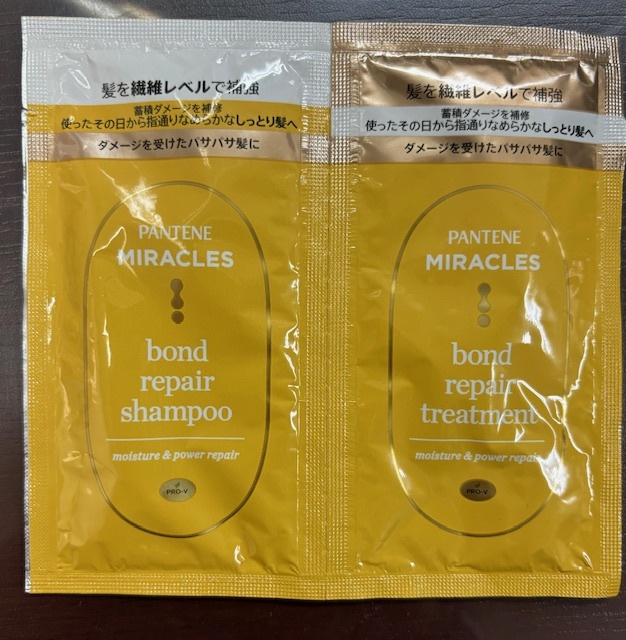 髪を繊維レベルで補強
蓄積ダメージを補修
使ったその日から指通りなめらかなしっとり髪へ
ダメージを受けたパサパサ髪に
PANTENE
MIRACLES
bond
repair
shampoo
moisture & power repair
PRO-V
髪を繊維レベルで補強
蓄積ダメージを補修
使ったその日から指通りなめらかなしっとり髪へ
ダメージを受けたパサパサ髪に
PANTENE
MIRACLES
bond
repair
treatment
moisture & power repair
PRO-V